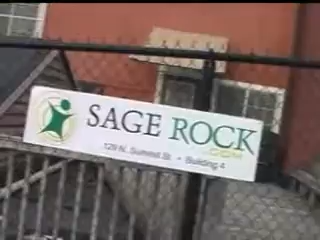 SAGE ROCK
.COM
129 N. Summit St. • Building 4